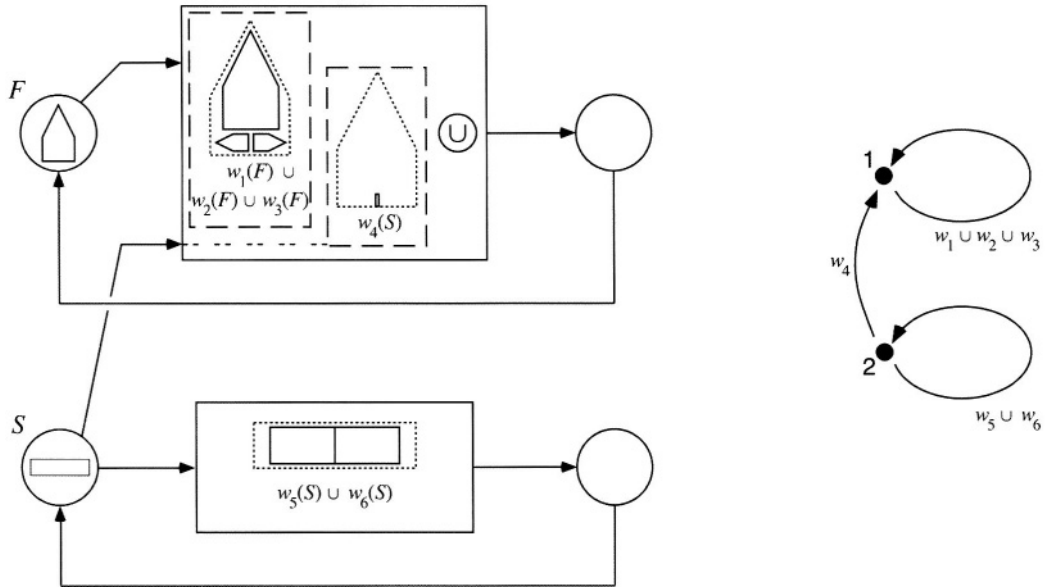 F
∪
w₁(F) ∪
w₂(F) ∪ w₃(F)
w₄(S)
S
w₅(S) ∪ w₆(S)
1
w₁ ∪ w₂ ∪ w₃
w₄
2
w₅ ∪ w₆